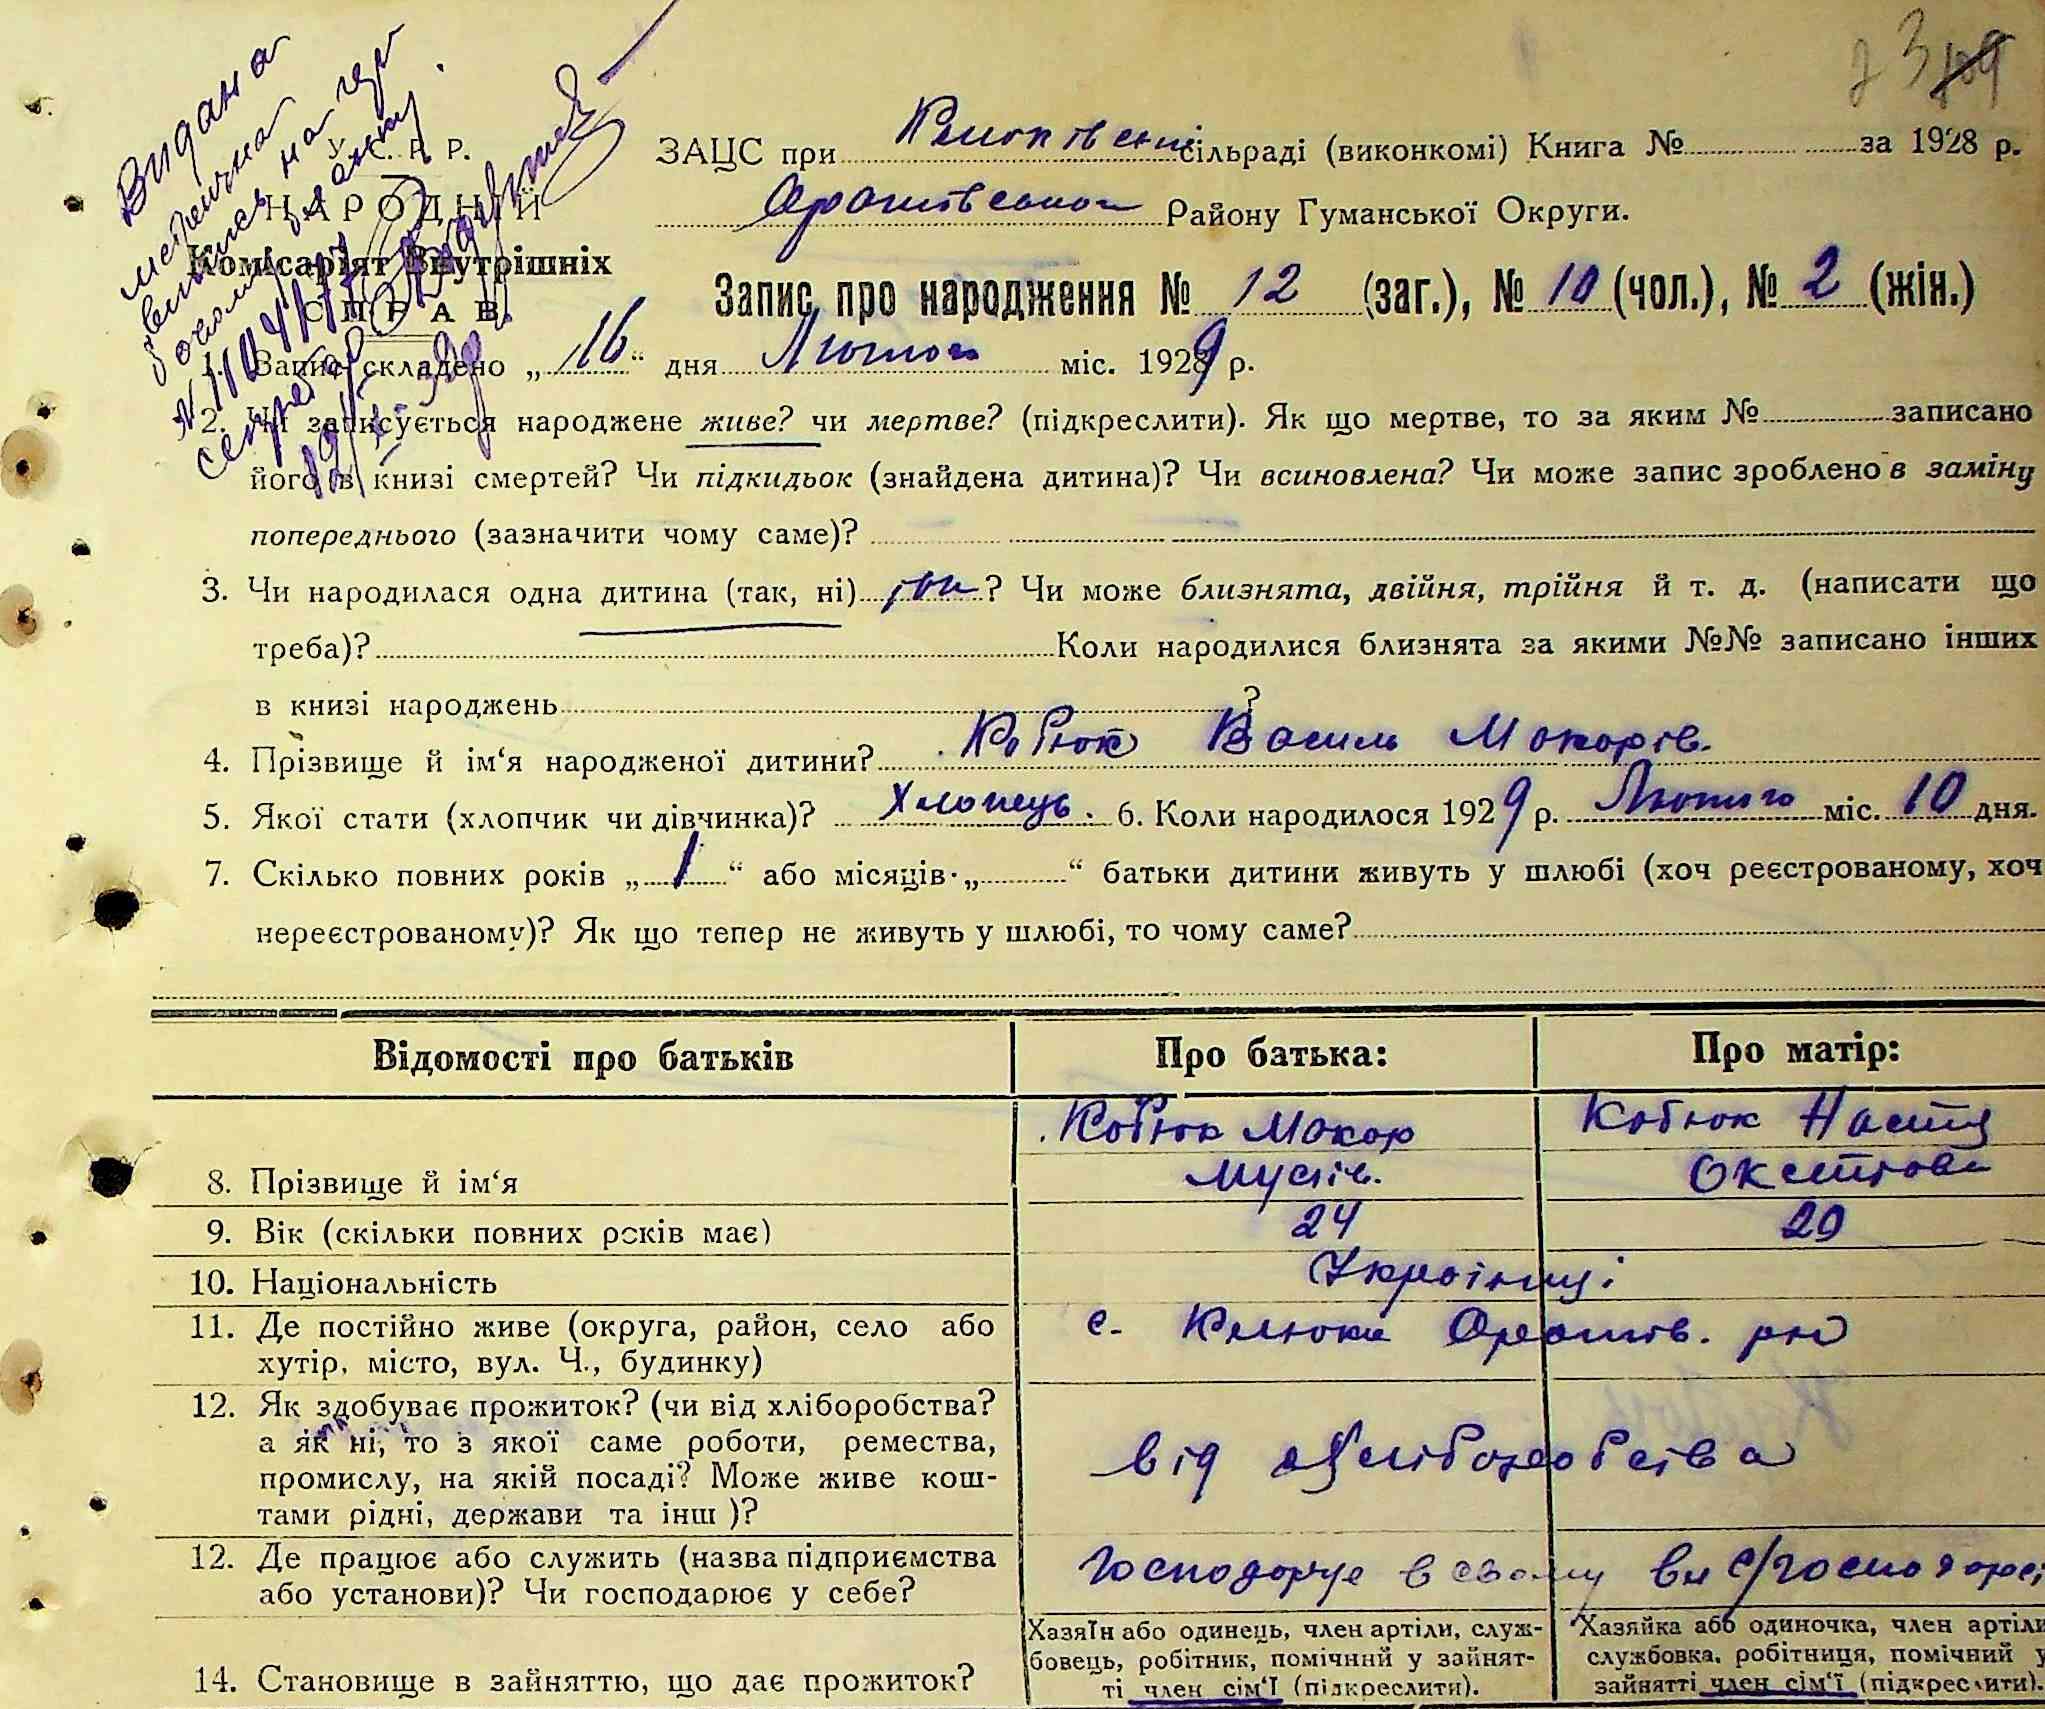 73 109
Видана
метрична
випись на
У. С. Р. Р.
НАРОДНІЙ
Комісаріят Внутрішніх
СПРАВ
ЗАЦС при Клюківській сільраді (виконкомі) Книга № за 1928 р.
Оратівського Району Гуманської Округи.
Запис про народження № 12 (заг.), № 10 (чол.), № 2 (жін.)
1. Запис складено „16“ дня Лютого міс. 1929 р.
2. Чи записується народжене живе? чи мертве? (підкреслити). Як що мертве, то за яким № записано
його в книзі смертей? Чи підкидьок (знайдена дитина)? Чи всиновлена? Чи може запис зроблено в заміну
попереднього (зазначити чому саме)?
3. Чи народилася одна дитина (так, ні) так? Чи може близнята, двійня, трійня й т. д. (написати що
треба)? Коли народилися близнята за якими №№ записано інших
в книзі народжень ?
4. Прізвище й ім‘я народженої дитини? Кобюк Василь Макарів.
5. Якої стати (хлопчик чи дівчинка)? Хлопець. 6. Коли народилося 1929 р. Лютого міс. 10 дня.
7. Скілько повних років „1“ або місяців „ “ батьки дитини живуть у шлюбі (хоч реєстрованому, хоч
нереєстрованому)? Як що тепер не живуть у шлюбі, то чому саме?
Відомості про батьків Про батька: Про матір:
8. Прізвище й ім‘я Кобюк Макар Мусіїв. Кобюк Настя
9. Вік (скільки повних років має) 24 20
10. Національність Українці
11. Де постійно живе (округа, район, село або с. Клюки Оратів. рн
хутір, місто, вул. Ч., будинку)
12. Як здобуває прожиток? (чи від хліборобства?
а як ні, то з якої саме роботи, ремества, від хліборобства
промислу, на якій посаді? Може живе кош-
тами рідні, держави та інш )?
12. Де працює або служить (назва підприємства Господарює в своєму с/господарсі
або установи)? Чи господарює у себе?
Хазяїн або одинець, член артіли, служ- Хазяйка або одиночка, член артіли
бовець, робітник, помічний у зайнят- службовка, робітниця, помічний у
14. Становище в зайняттю, що дає прожиток? ті член сім‘ї (підкреслити). зайнятті член сім‘ї (підкреслити).